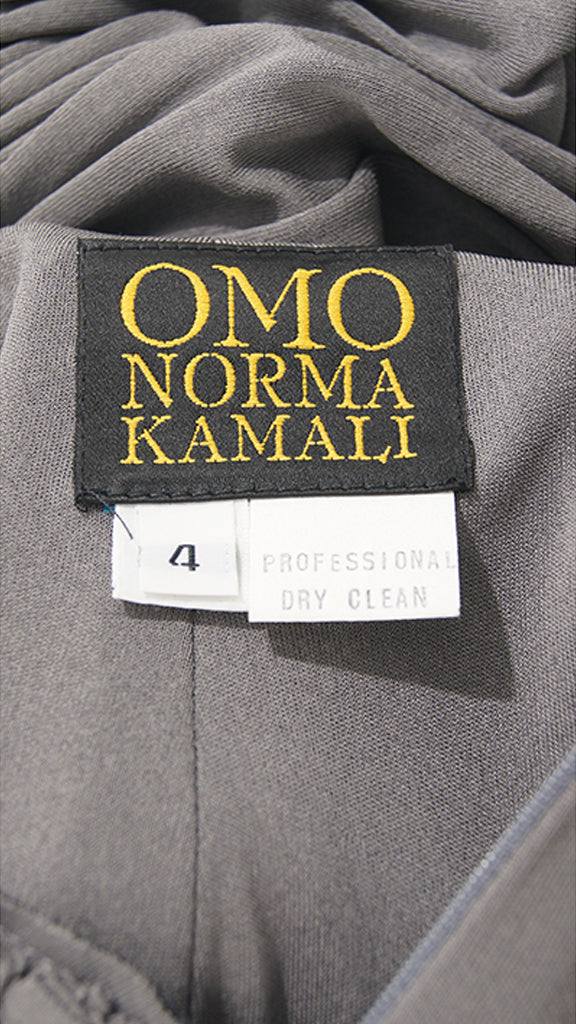 OMO
NORMA
KAMALI
4
PROFESSIONAL
DRY CLEAN